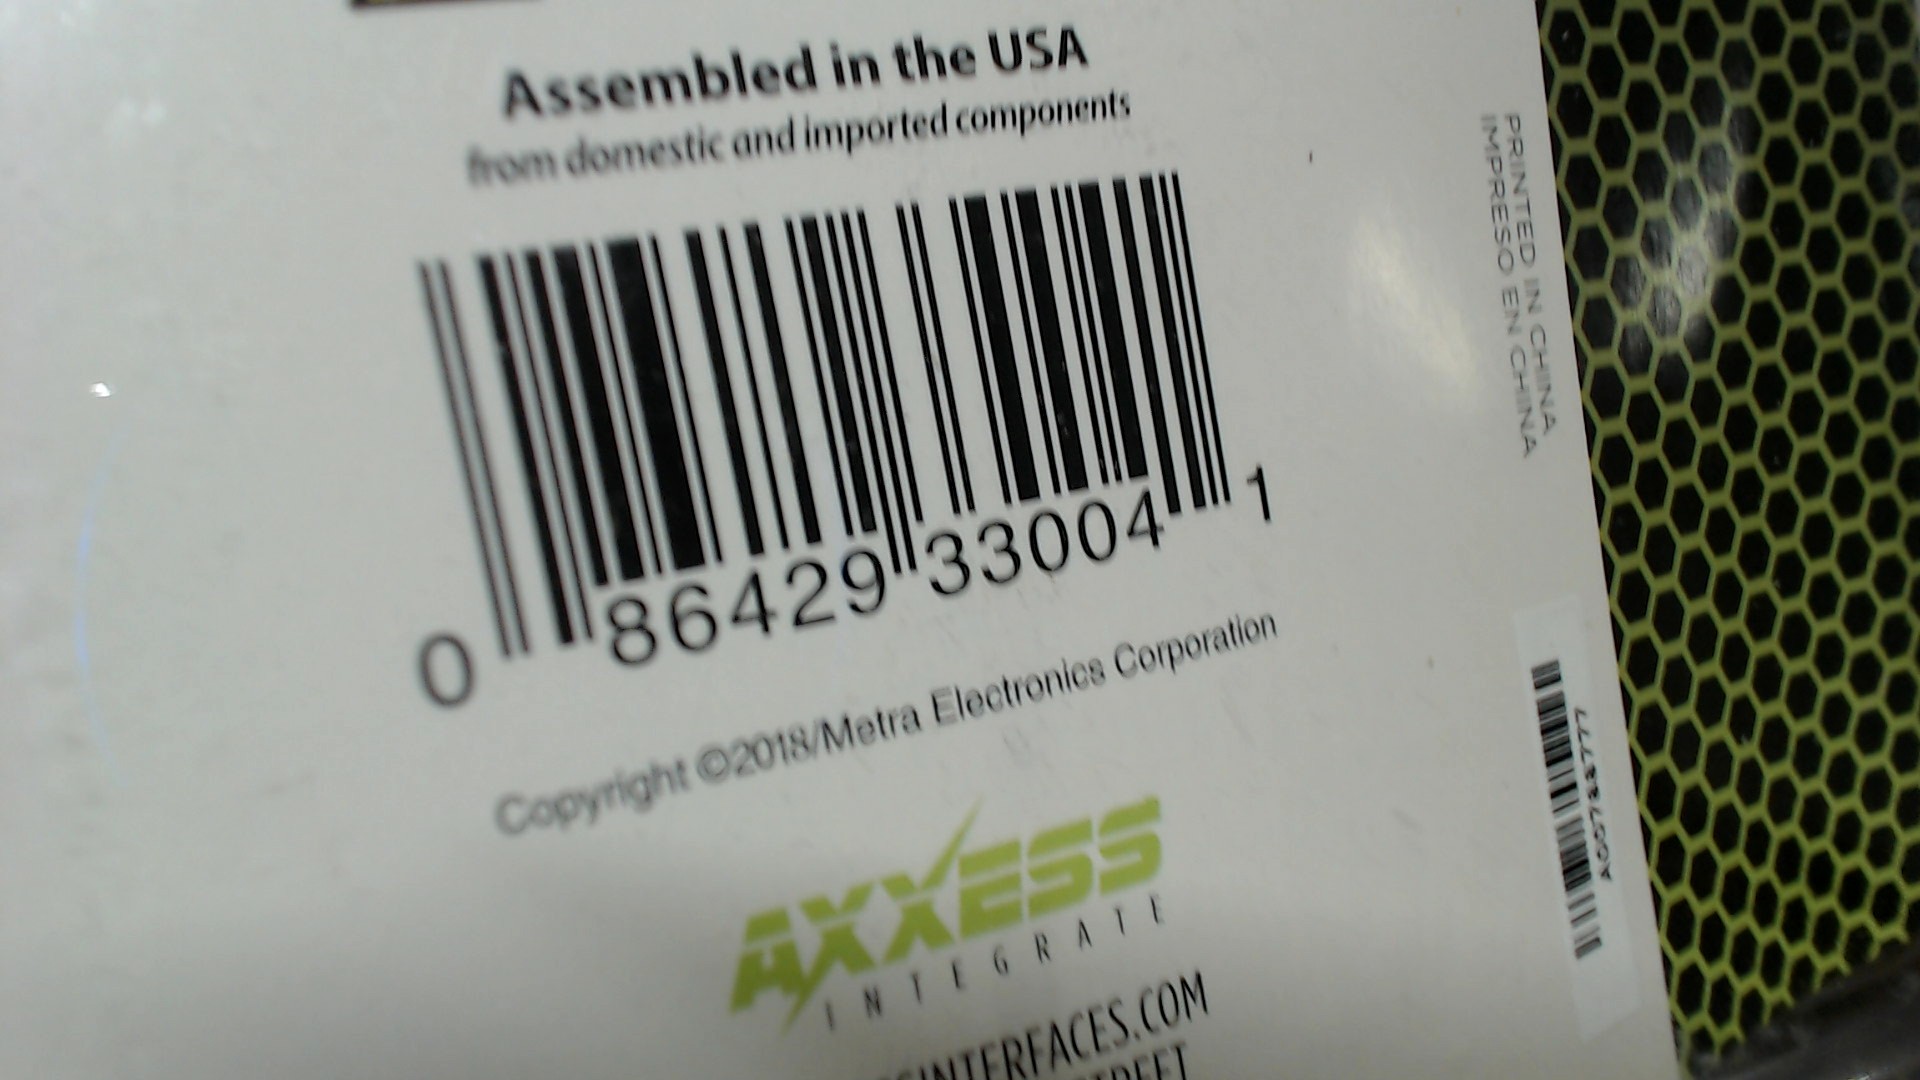 Assembled in the USA
from domestic and imported components
0 86429 33004 1
Copyright ©2018/Metra Electronics Corporation
AXXESS
INTEGRATE
INTERFACES.COM
STREET
PRINTED IN CHINA
IMPRESO EN CHINA